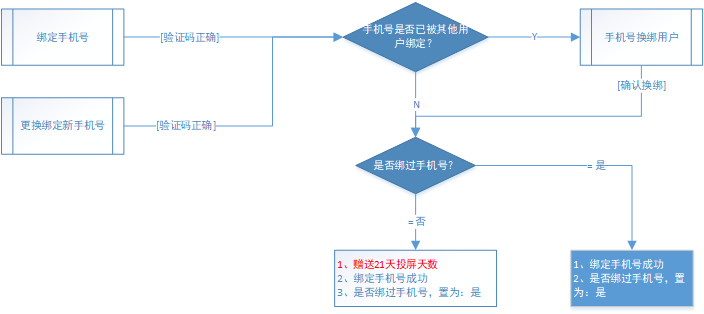 绑定手机号
[验证码正确]
手机号是否已被其他用
户绑定？
Y
手机号换绑用户
[确认换绑]
更换绑定新手机号
[验证码正确]
N
是否绑过手机号？
= 是
= 否
1、赠送21天投屏天数
2、绑定手机号成功
3、是否绑过手机号，置为：是
1、绑定手机号成功
2、是否绑过手机号，置
为：是